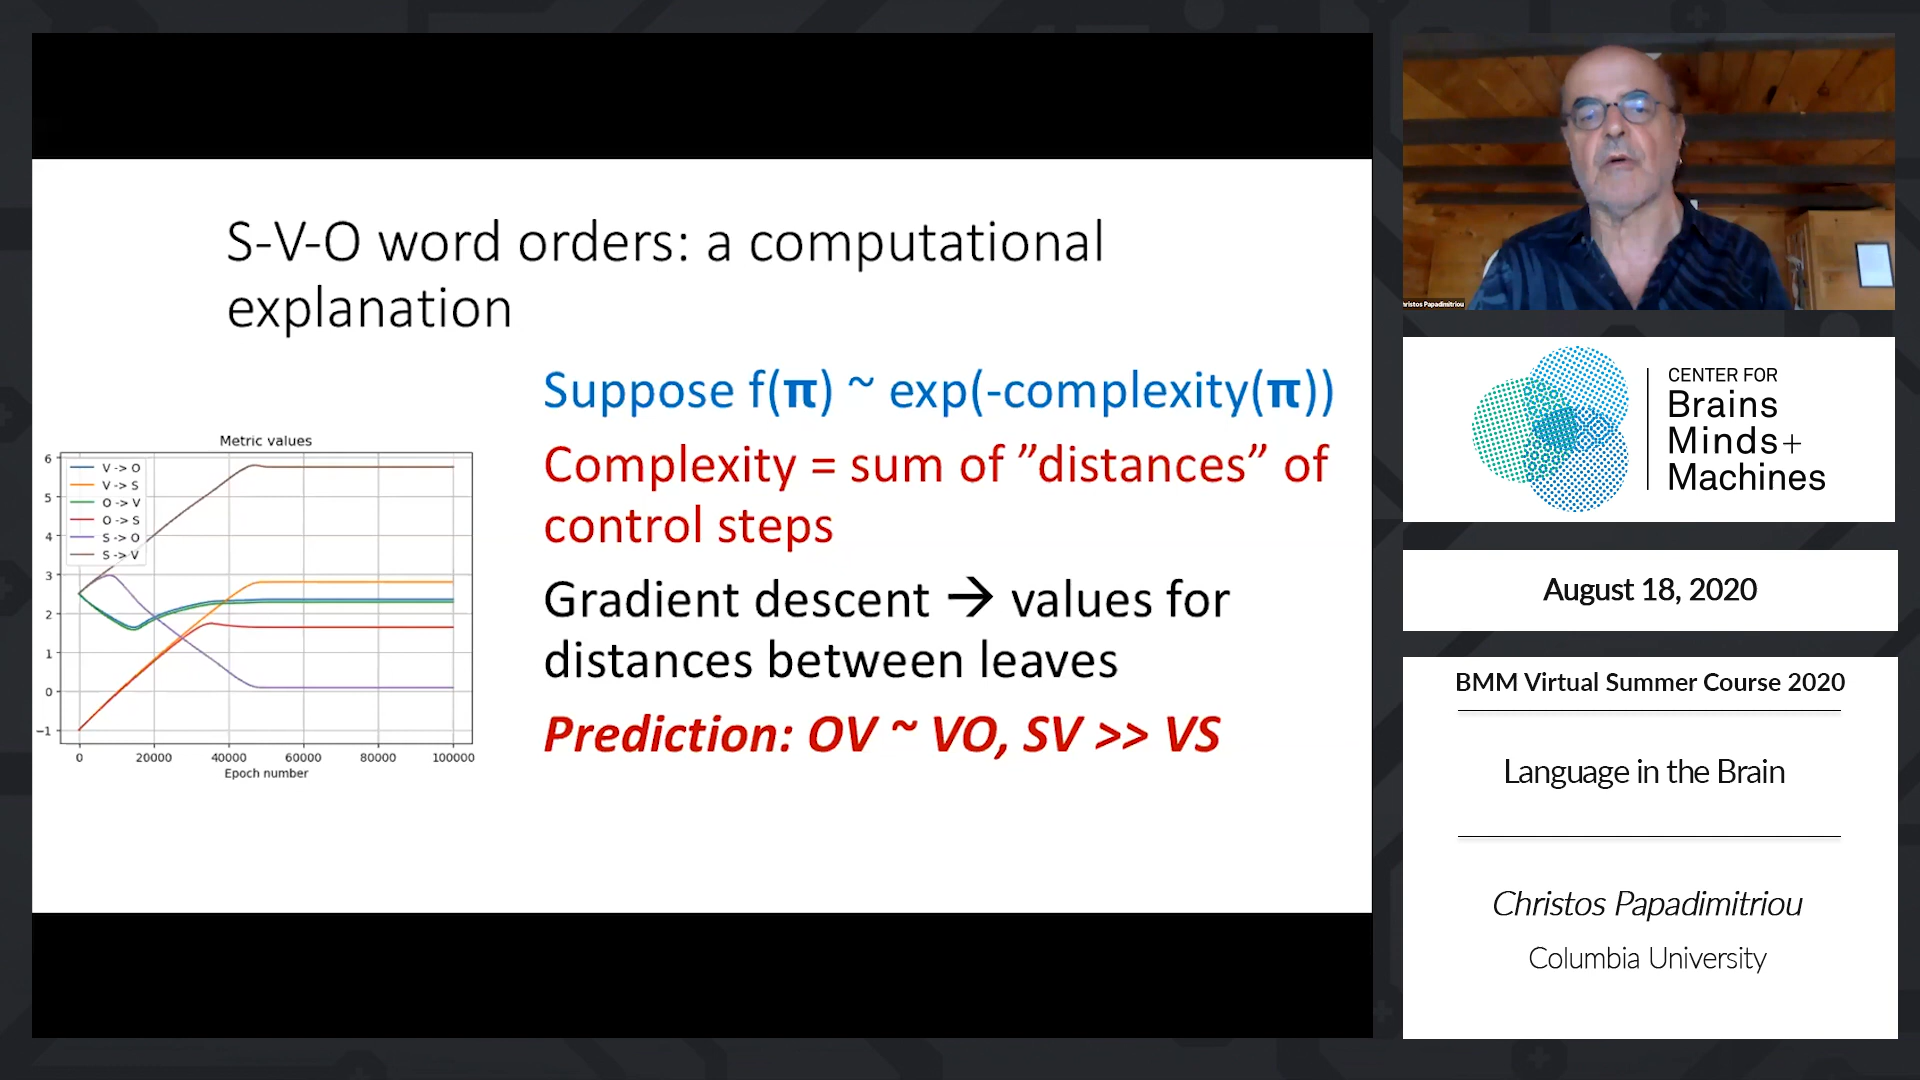 S-V-O word orders: a computational
explanation
Suppose f(π) ~ exp(-complexity(π))
Complexity = sum of ”distances” of
control steps
Gradient descent → values for
distances between leaves
Prediction: OV ~ VO, SV >> VS
Metric values
6
5
4
3
2
1
0
−1
V -> O
V -> S
O -> V
O -> S
S -> O
S -> V
0 20000 40000 60000 80000 100000
Epoch number
Christos Papadimitriou
CENTER FOR
Brains
Minds+
Machines
August 18, 2020
BMM Virtual Summer Course 2020
Language in the Brain
Christos Papadimitriou
Columbia University